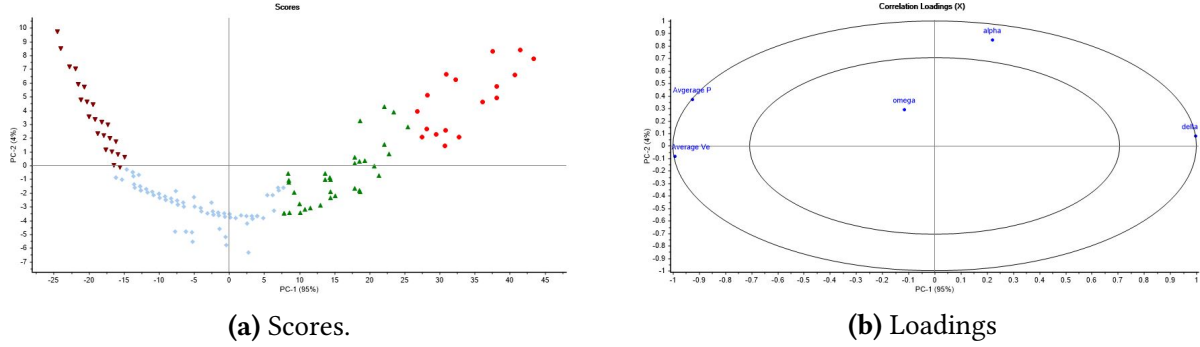 Scores
PC-2 (4%)
10
9
8
7
6
5
4
3
2
1
0
-1
-2
-3
-4
-5
-6
-7
-25 -20 -15 -10 -5 0 5 10 15 20 25 30 35 40 45
PC-1 (95%)
(a) Scores.
Correlation Loadings (X)
PC-2 (4%)
1
0.9
0.8
0.7
0.6
0.5
0.4
0.3
0.2
0.1
0
-0.1
-0.2
-0.3
-0.4
-0.5
-0.6
-0.7
-0.8
-0.9
-1
alpha
Avgerage P
omega
delta
Average Ve
-1 -0.9 -0.8 -0.7 -0.6 -0.5 -0.4 -0.3 -0.2 -0.1 0 0.1 0.2 0.3 0.4 0.5 0.6 0.7 0.8 0.9 1
PC-1 (95%)
(b) Loadings